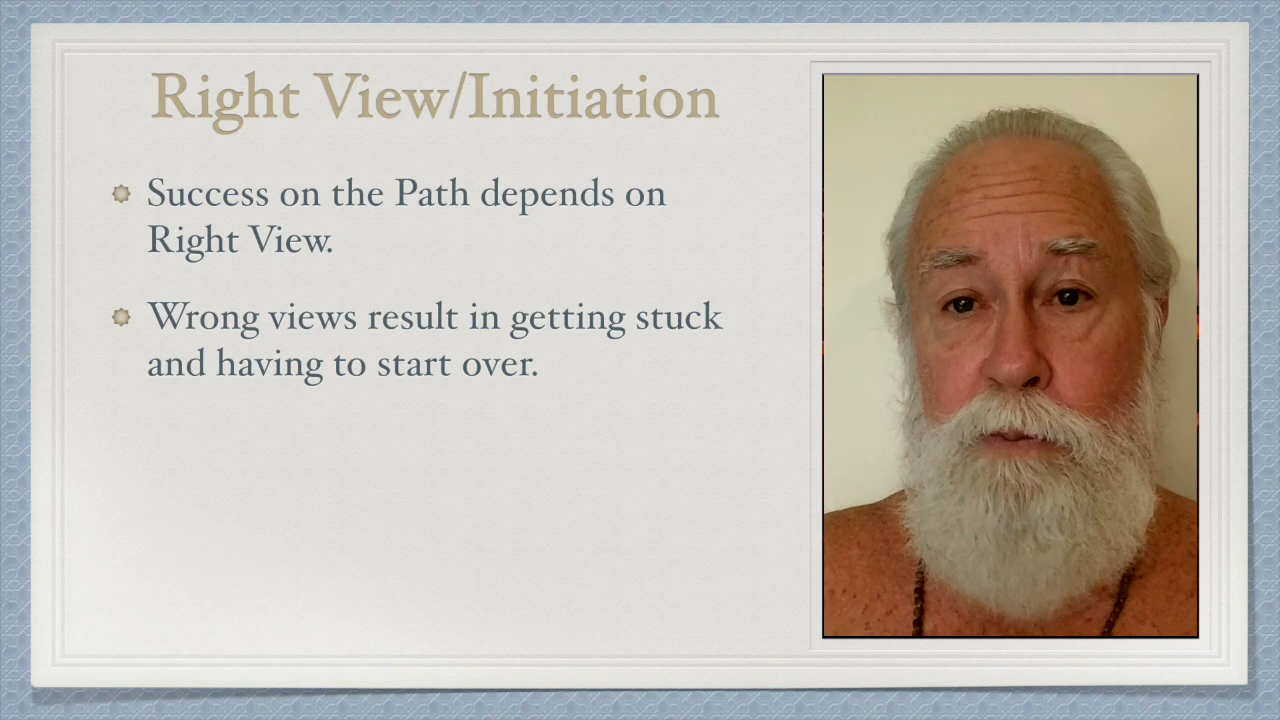 Right View/Initiation
Success on the Path depends on
Right View.
Wrong views result in getting stuck
and having to start over.